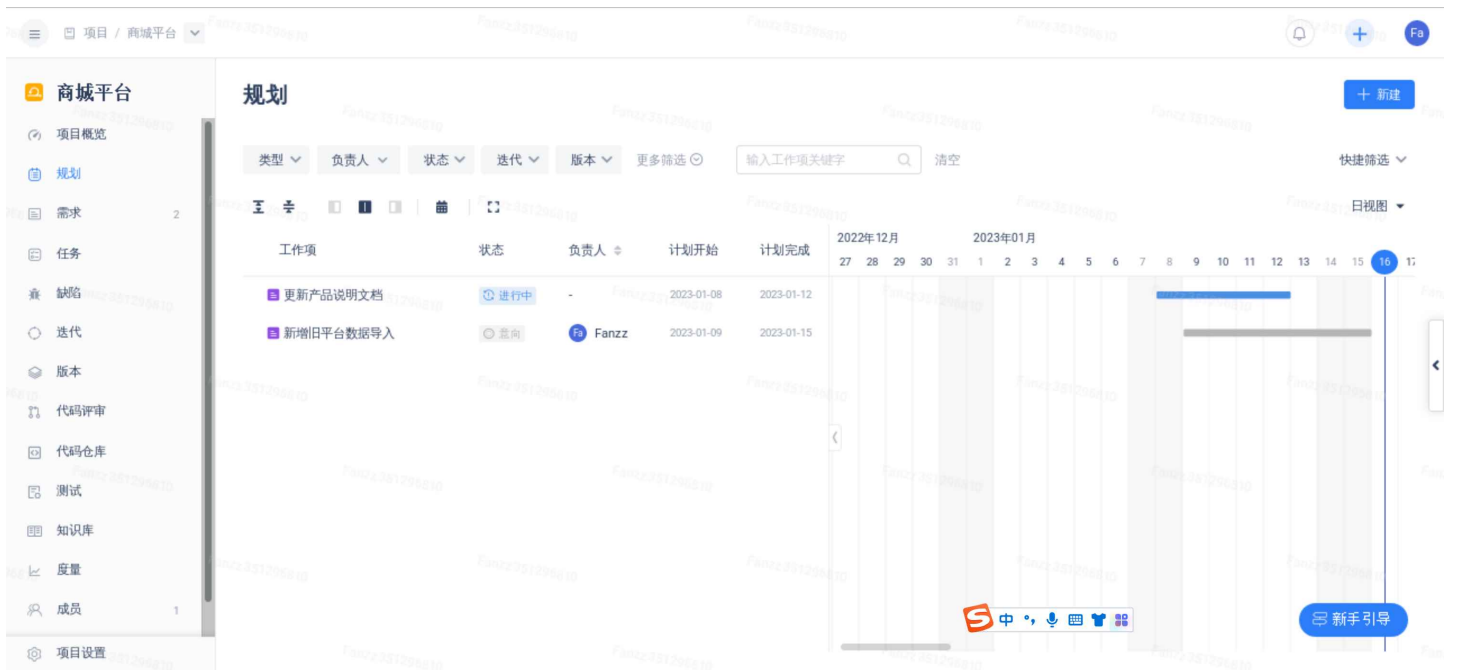 项目 / 商城平台
Fa
商城平台
项目概览
规划
需求 2
任务
缺陷
迭代
版本
代码评审
代码仓库
测试
知识库
度量
成员 1
项目设置
规划
新建
类型 负责人 状态 迭代 版本 更多筛选 输入工作项关键字 清空 快捷筛选
日视图
工作项 状态 负责人 计划开始 计划完成
2022年12月 2023年01月
27 28 29 30 31 1 2 3 4 5 6 7 8 9 10 11 12 13 14 15 16 17
更新产品说明文档 进行中 - 2023-01-08 2023-01-12
新增旧平台数据导入 意向 Fa Fanzz 2023-01-09 2023-01-15
中
新手引导